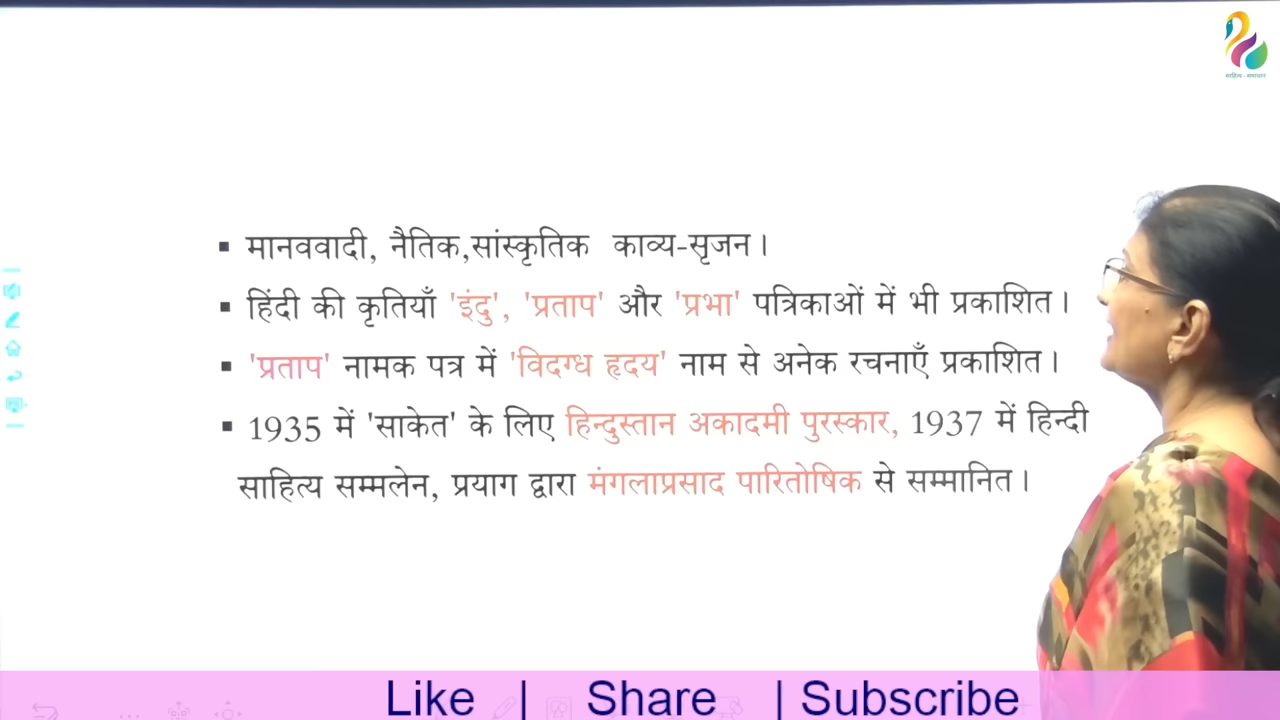 साहित्य - समाधान
▪ मानववादी, नैतिक,सांस्कृतिक काव्य-सृजन।
▪ हिंदी की कृतियाँ 'इंदु', 'प्रताप' और 'प्रभा' पत्रिकाओं में भी प्रकाशित।
▪ 'प्रताप' नामक पत्र में 'विदग्ध हृदय' नाम से अनेक रचनाएँ प्रकाशित।
▪ 1935 में 'साकेत' के लिए हिन्दुस्तान अकादमी पुरस्कार, 1937 में हिन्दी
साहित्य सम्मलेन, प्रयाग द्वारा मंगलाप्रसाद पारितोषिक से सम्मानित।
Like | Share | Subscribe